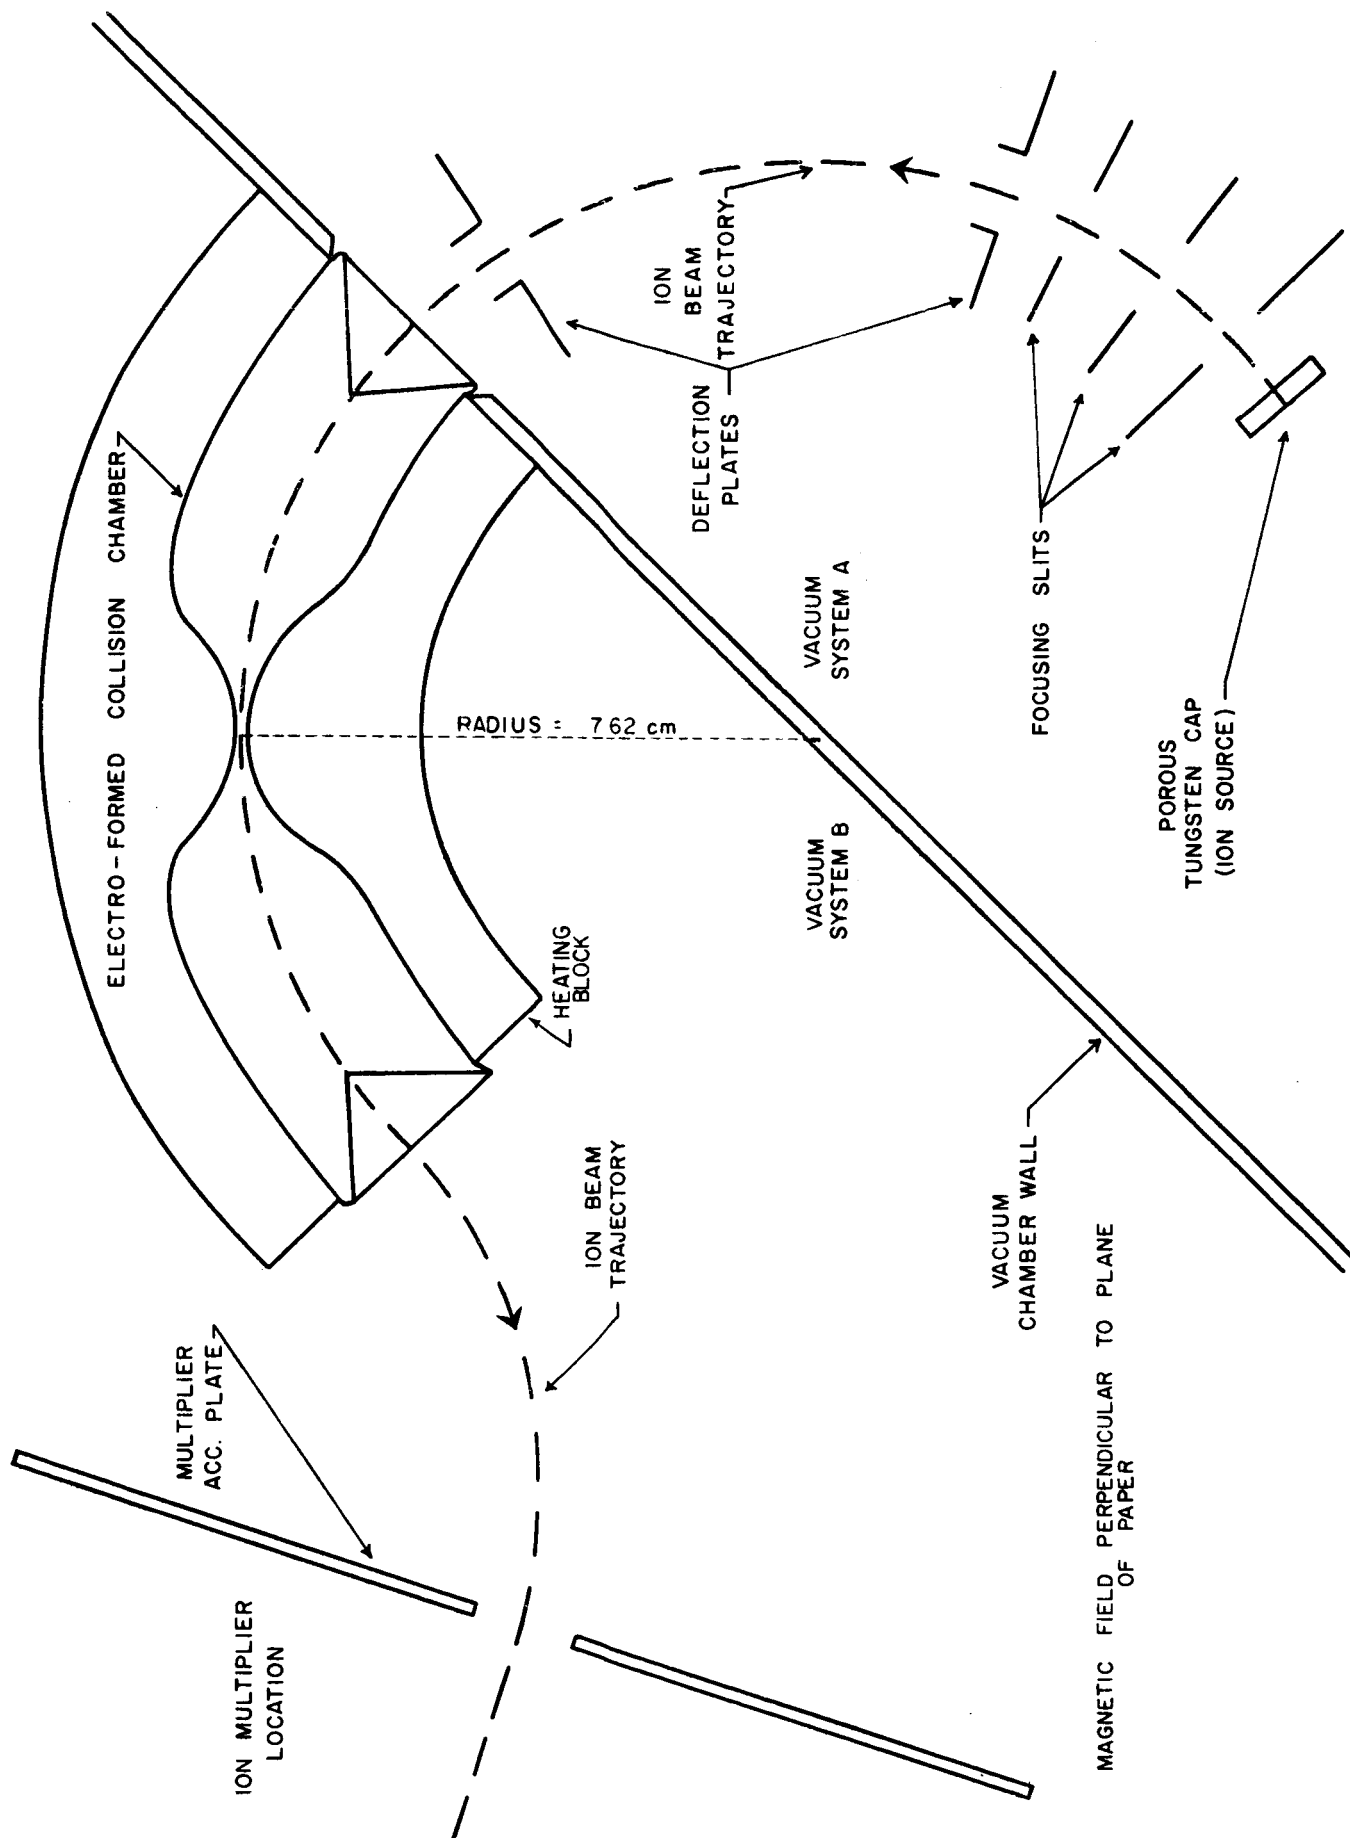 ELECTRO-FORMED COLLISION CHAMBER
RADIUS = 7.62 cm
HEATING
BLOCK
ION
BEAM
TRAJECTORY
DEFLECTION
PLATES
VACUUM
SYSTEM A
VACUUM
SYSTEM B
FOCUSING SLITS
POROUS
TUNGSTEN CAP
(ION SOURCE)
VACUUM
CHAMBER WALL
ION BEAM
TRAJECTORY
MULTIPLIER
ACC. PLATE
ION MULTIPLIER
LOCATION
MAGNETIC FIELD PERPENDICULAR TO PLANE
OF PAPER